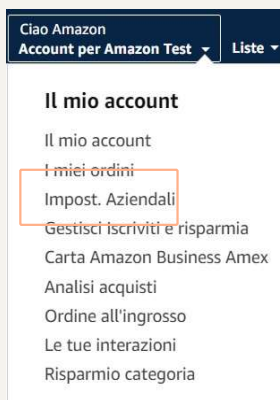 Ciao Amazon
Account per Amazon Test
Liste
Il mio account
Il mio account
I miei ordini
Impost. Aziendali
Gestisci Iscriviti e risparmia
Carta Amazon Business Amex
Analisi acquisti
Ordine all'ingrosso
Le tue interazioni
Risparmio categoria